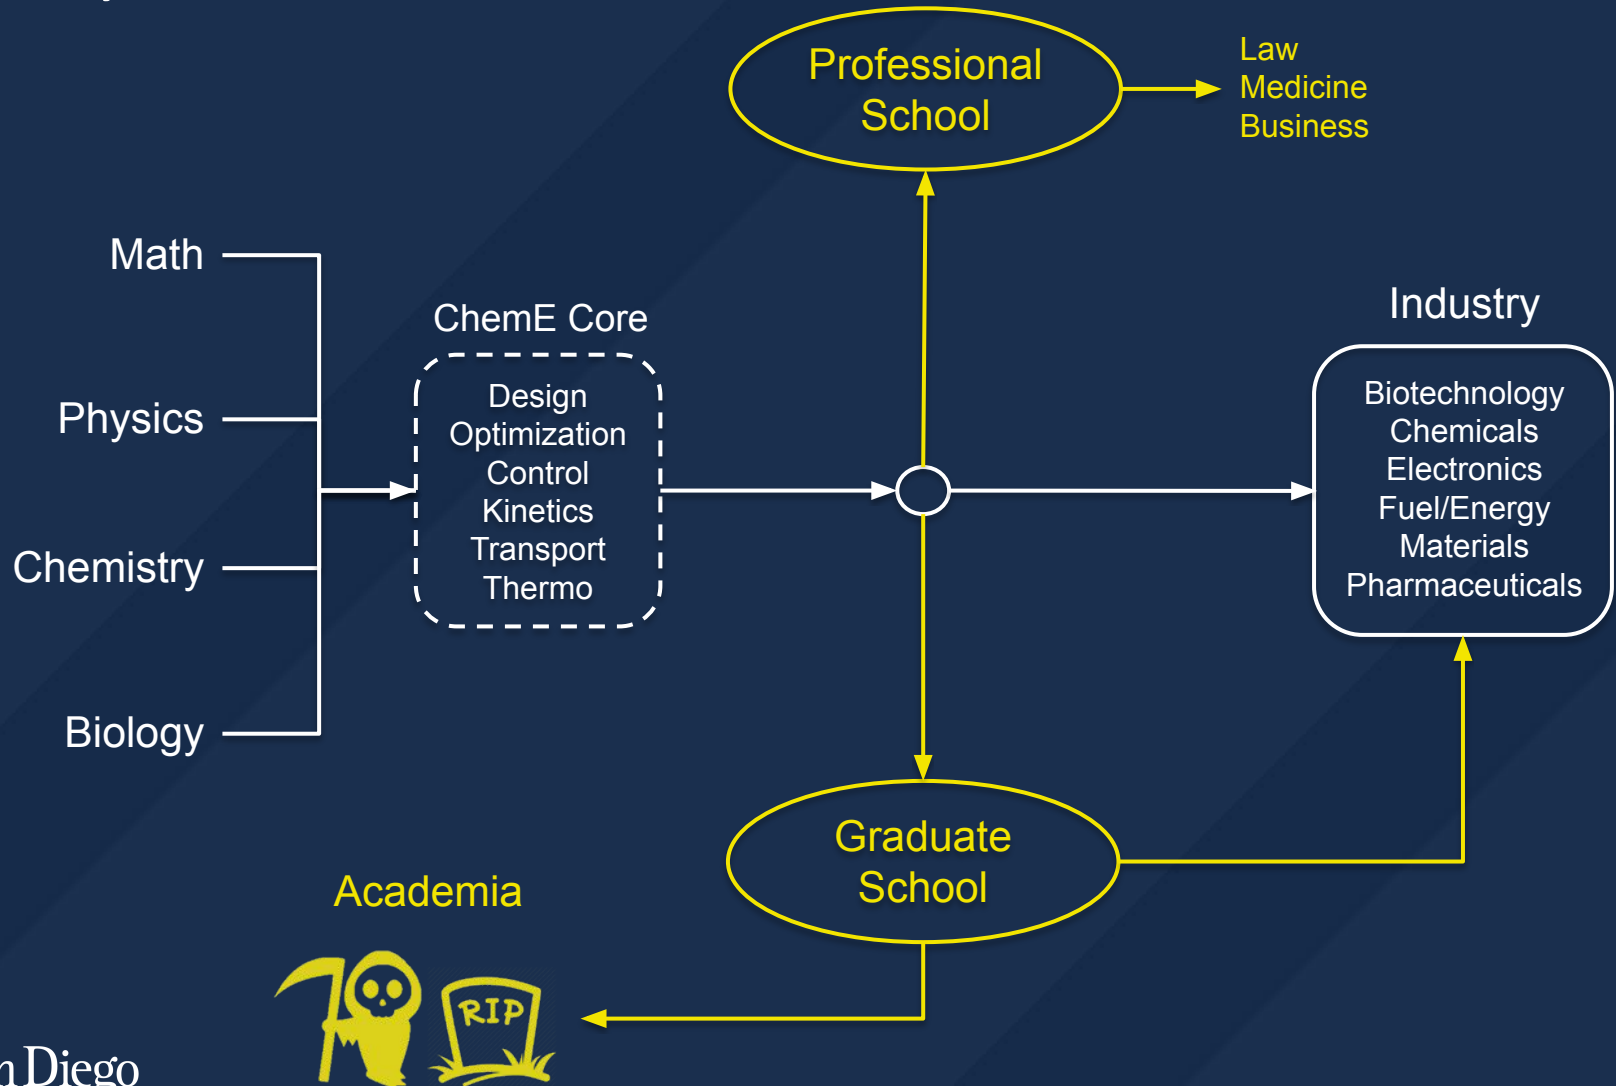 Professional
School
Law
Medicine
Business
Math
Physics
Chemistry
Biology
ChemE Core
Design
Optimization
Control
Kinetics
Transport
Thermo
Industry
Biotechnology
Chemicals
Electronics
Fuel/Energy
Materials
Pharmaceuticals
Graduate
School
Academia
RIP
Diego